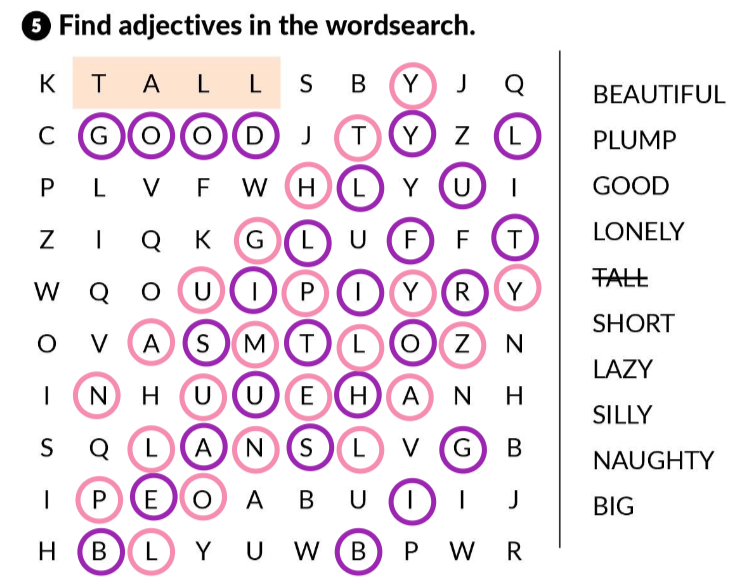 5 Find adjectives in the wordsearch.
K T A L L S B Y J Q
C G O O D J T Y Z L
P L V F W H L Y U I
Z I Q K G L U F F T
W Q O U I P I Y R Y
O V A S M T L O Z N
I N H U U E H A N H
S Q L A N S L V G B
I P E O A B U I I J
H B L Y U W B P W R
BEAUTIFUL
PLUMP
GOOD
LONELY
TALL
SHORT
LAZY
SILLY
NAUGHTY
BIG